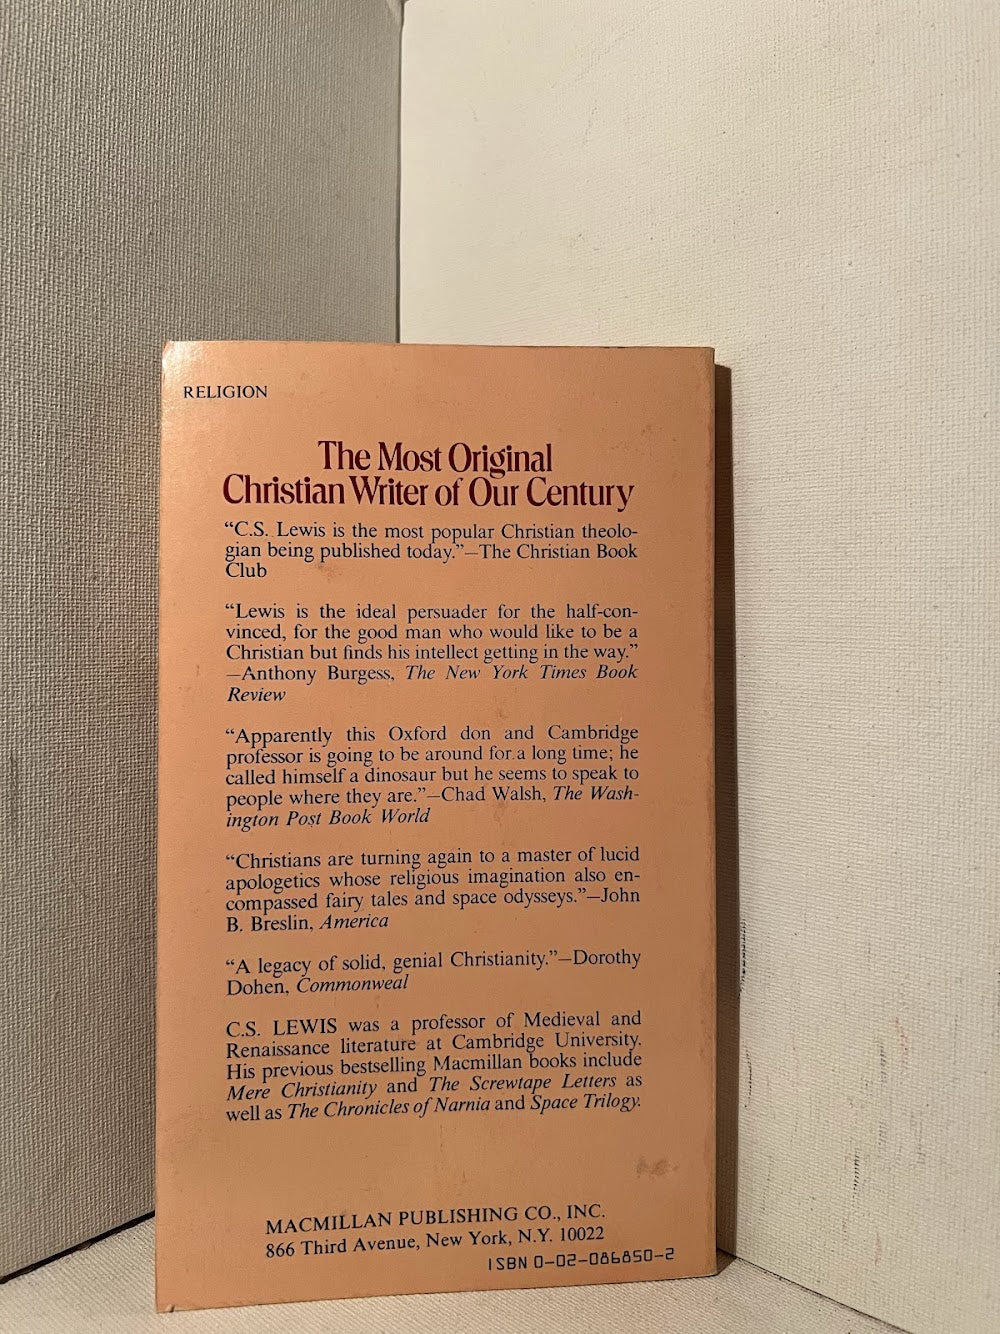 RELIGION
The Most Original
Christian Writer of Our Century
“C.S. Lewis is the most popular Christian theolo-
gian being published today.”—The Christian Book
Club
“Lewis is the ideal persuader for the half-con-
vinced, for the good man who would like to be a
Christian but finds his intellect getting in the way.”
—Anthony Burgess, The New York Times Book
Review
“Apparently this Oxford don and Cambridge
professor is going to be around for a long time; he
called himself a dinosaur but he seems to speak to
people where they are.”—Chad Walsh, The Wash-
ington Post Book World
“Christians are turning again to a master of lucid
apologetics whose religious imagination also en-
compassed fairy tales and space odysseys.”—John
B. Breslin, America
“A legacy of solid, genial Christianity.”—Dorothy
Dohen, Commonweal
C.S. LEWIS was a professor of Medieval and
Renaissance literature at Cambridge University.
His previous bestselling Macmillan books include
Mere Christianity and The Screwtape Letters as
well as The Chronicles of Narnia and Space Trilogy.
MACMILLAN PUBLISHING CO., INC.
866 Third Avenue, New York, N.Y. 10022
ISBN 0-02-086850-2